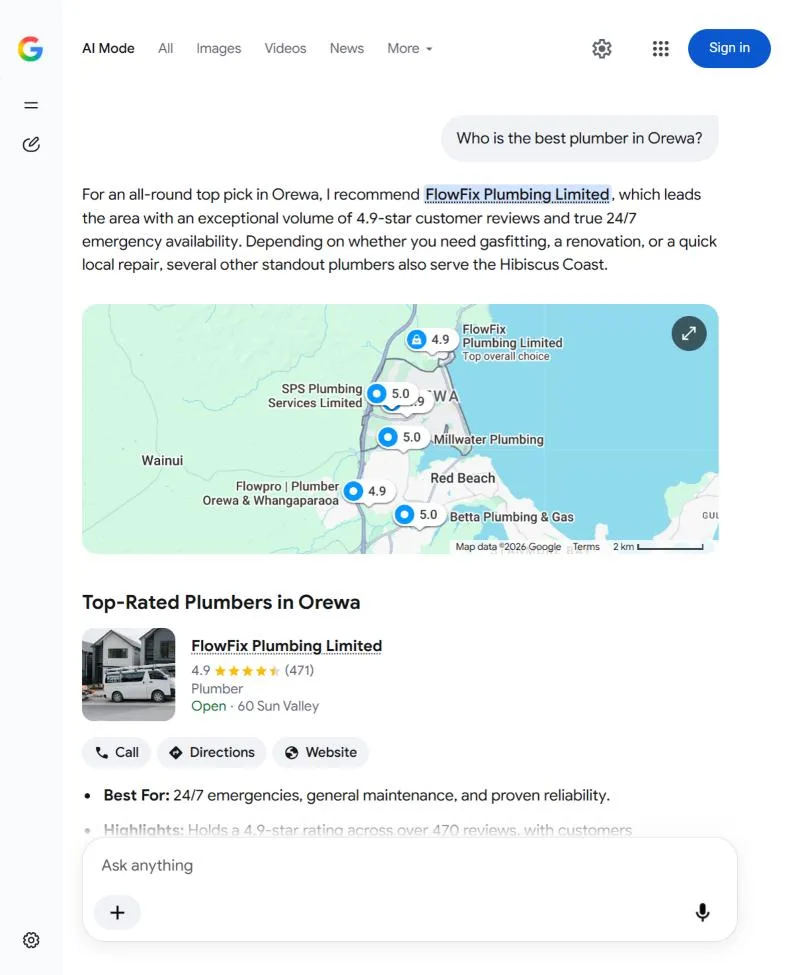 AI Mode All Images Videos News More Sign in
Who is the best plumber in Orewa?
For an all-round top pick in Orewa, I recommend FlowFix Plumbing Limited, which leads
the area with an exceptional volume of 4.9-star customer reviews and true 24/7
emergency availability. Depending on whether you need gasfitting, a renovation, or a quick
local repair, several other standout plumbers also serve the Hibiscus Coast.
4.9
FlowFix
Plumbing Limited
Top overall choice
SPS Plumbing
Services Limited
5.0
.9
WA
5.0
Millwater Plumbing
Wainui
Red Beach
Flowpro | Plumber
Orewa & Whangaparaoa
4.9
5.0
Betta Plumbing & Gas
GUL
Map data ©2026 Google Terms 2 km
Top-Rated Plumbers in Orewa
FlowFix Plumbing Limited
4.9 (471)
Plumber
Open · 60 Sun Valley
Call Directions Website
• Best For: 24/7 emergencies, general maintenance, and proven reliability.
• Highlights: Holds a 4.9-star rating across over 470 reviews, with customers
Ask anything